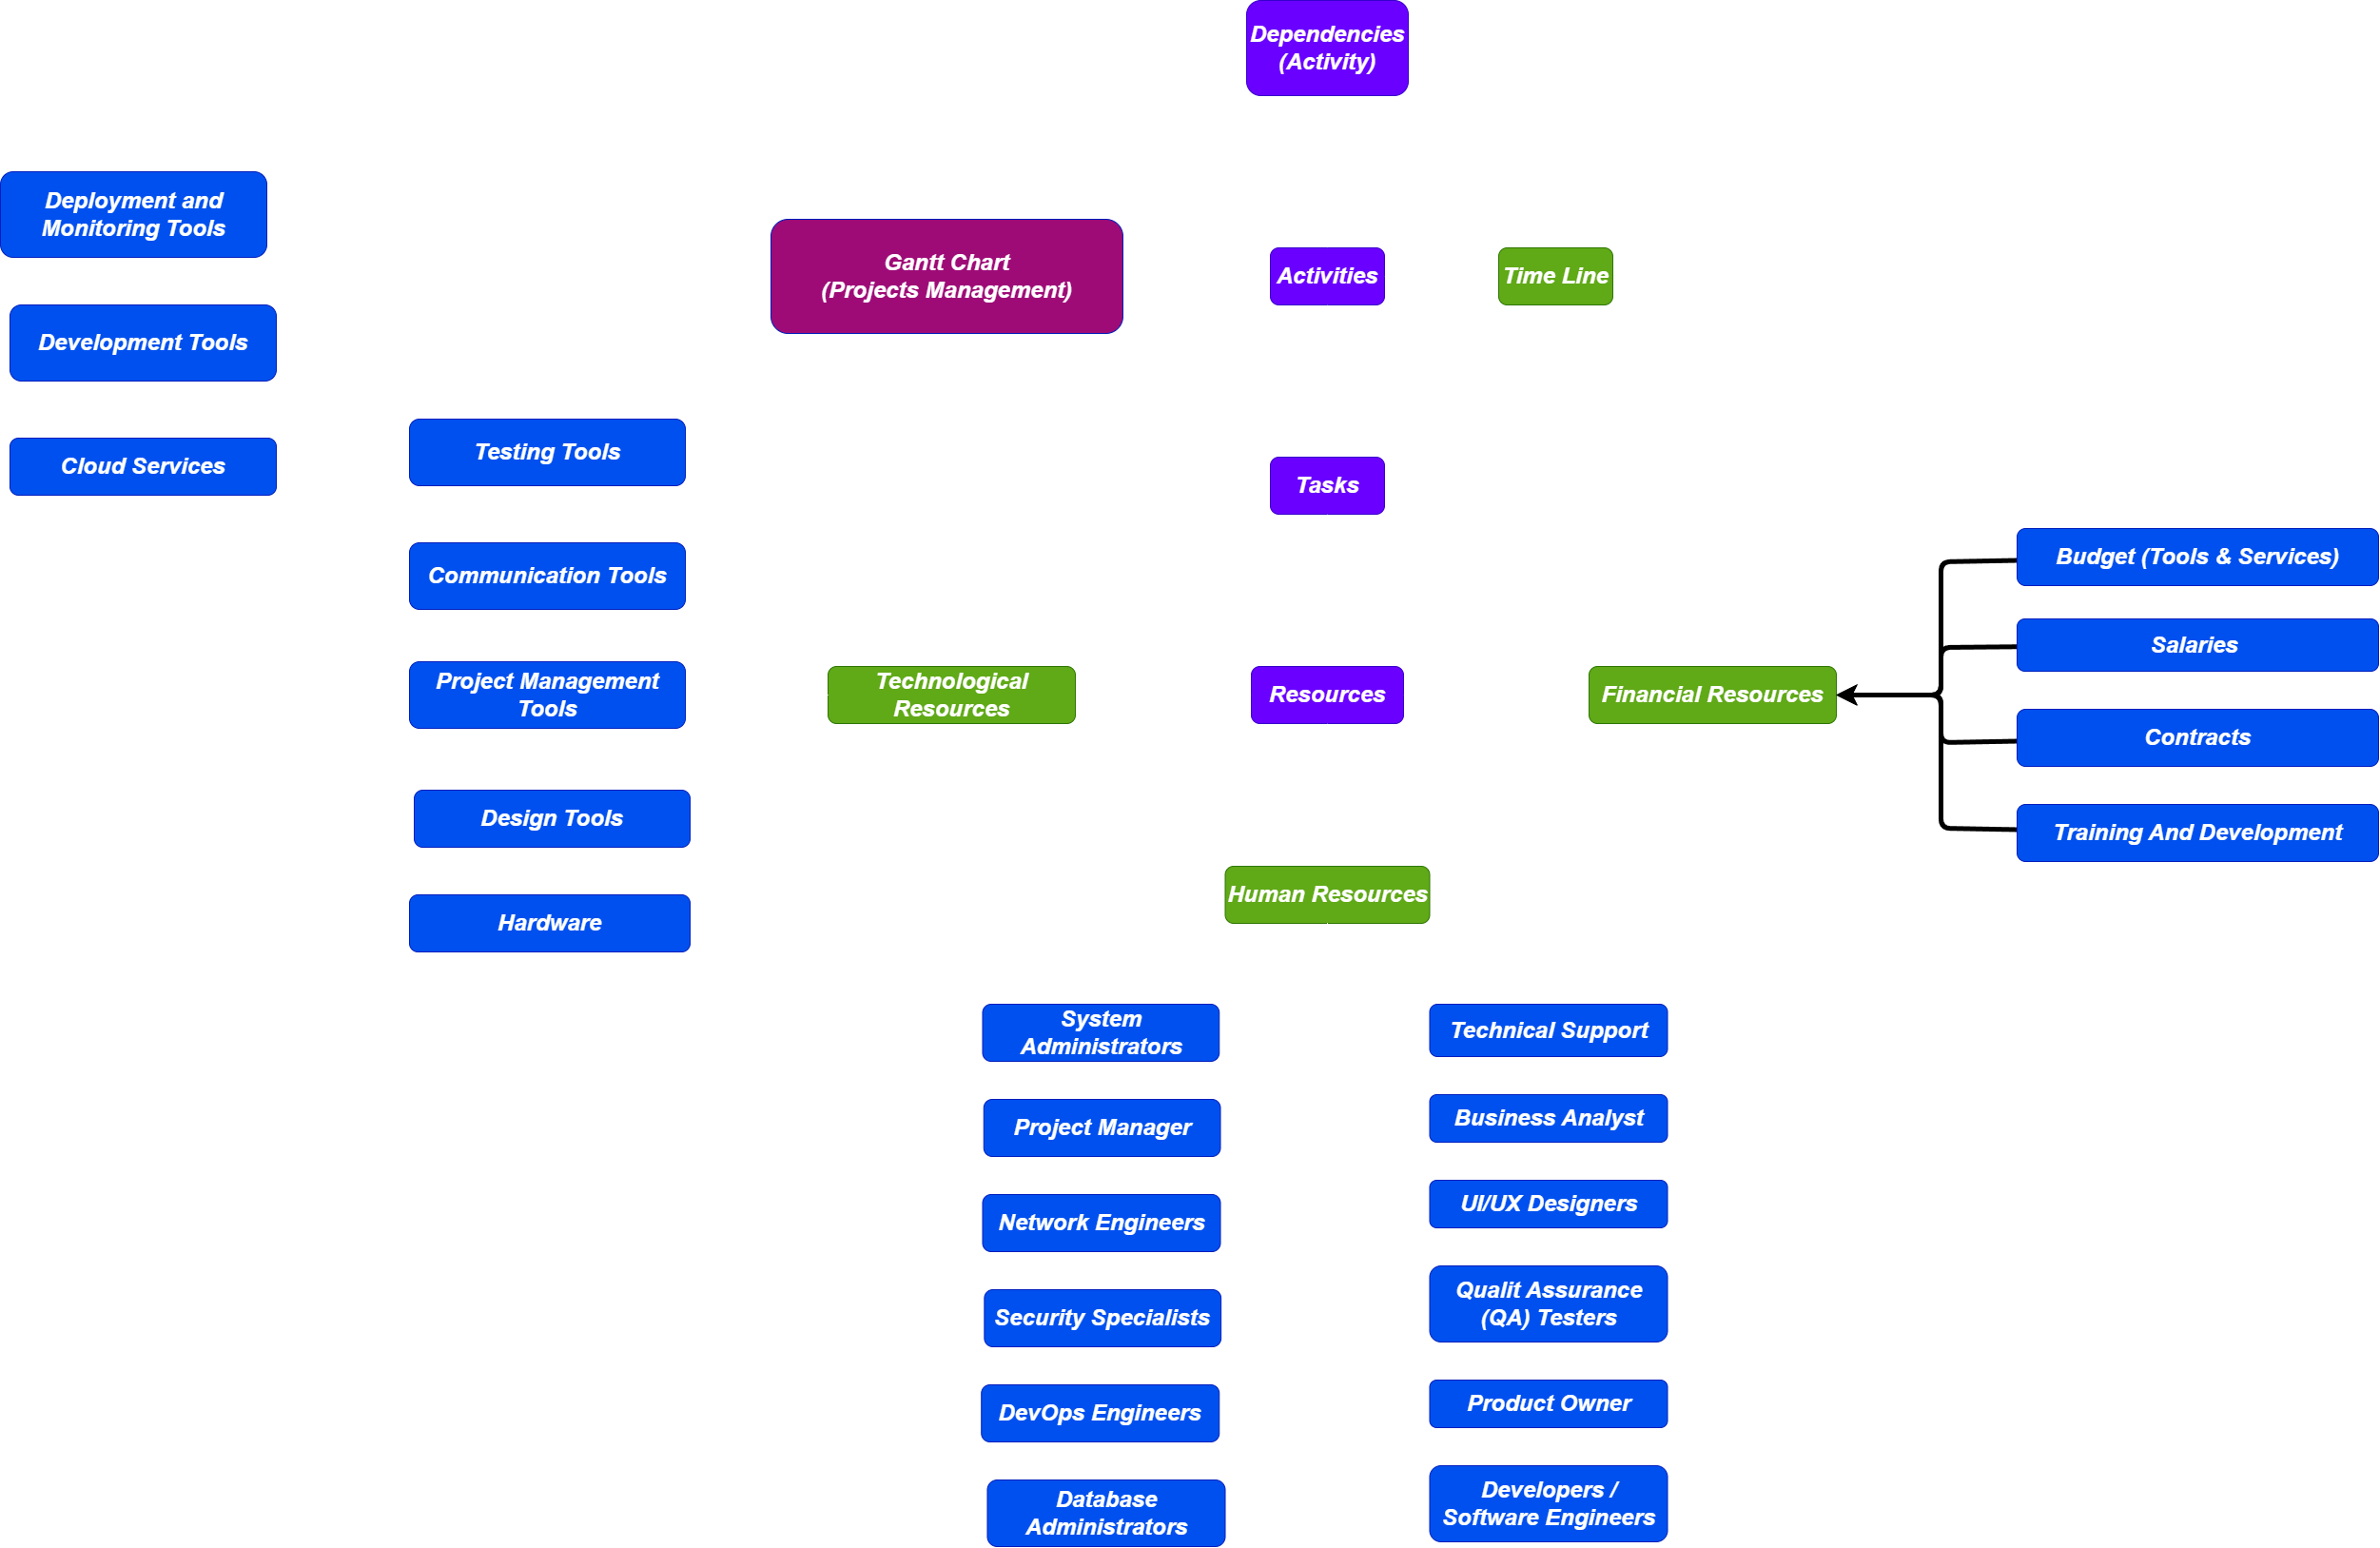 Dependencies
(Activity)
Deployment and
Monitoring Tools
Gantt Chart
(Projects Management)
Activities
Time Line
Development Tools
Cloud Services
Testing Tools
Tasks
Communication Tools
Budget (Tools & Services)
Salaries
Project Management
Tools
Technological
Resources
Resources
Financial Resources
Contracts
Design Tools
Training And Development
Hardware
Human Resources
System
Administrators
Technical Support
Project Manager
Business Analyst
Network Engineers
UI/UX Designers
Security Specialists
Qualit Assurance
(QA) Testers
DevOps Engineers
Product Owner
Database
Administrators
Developers /
Software Engineers